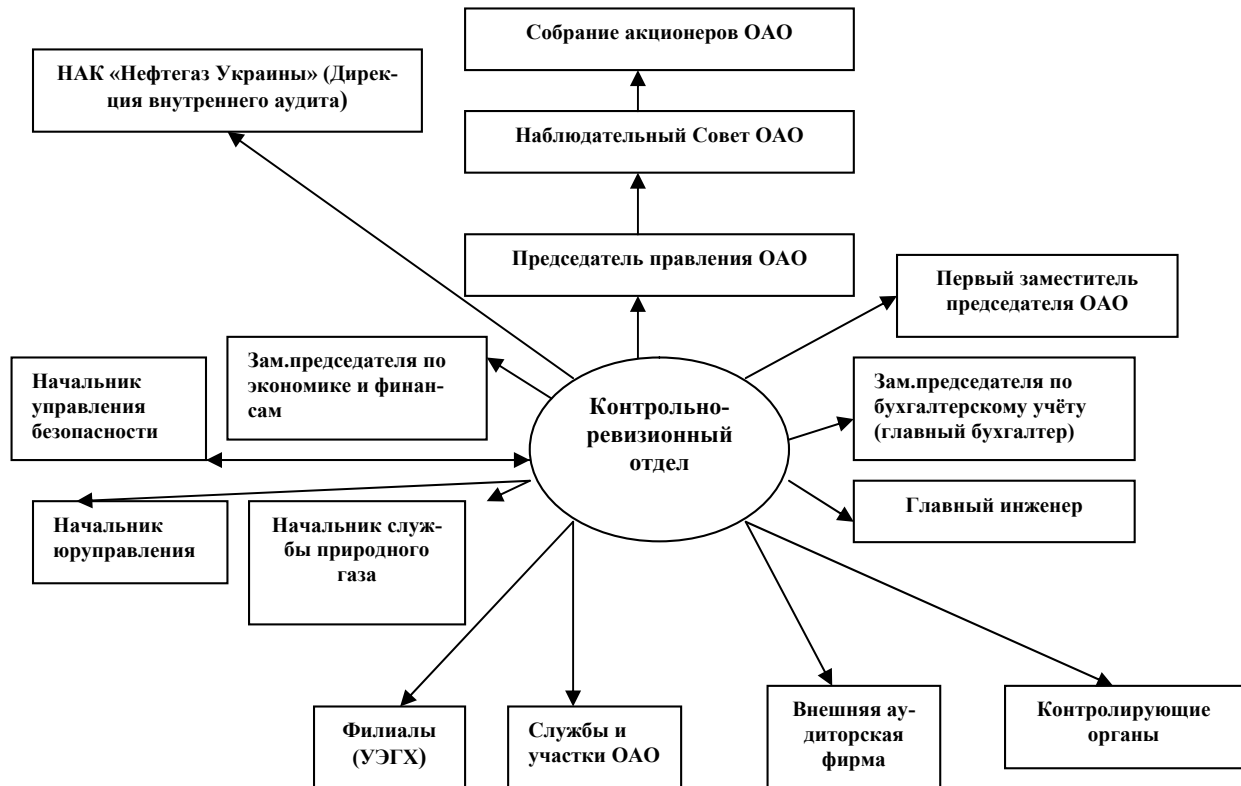 Собрание акционеров ОАО
НАК «Нефтегаз Украины» (Дирек-
ция внутреннего аудита)
Наблюдательный Совет ОАО
Председатель правления ОАО
Первый заместитель
председателя ОАО
Зам.председателя по
экономике и финан-
сам
Начальник
управления
безопасности
Контрольно-
ревизионный
отдел
Зам.председателя по
бухгалтерскому учёту
(главный бухгалтер)
Начальник
юруправления
Начальник служ-
бы природного
газа
Главный инженер
Филиалы
(УЭГХ)
Службы и
участки ОАО
Внешняя ау-
диторская
фирма
Контролирующие
органы